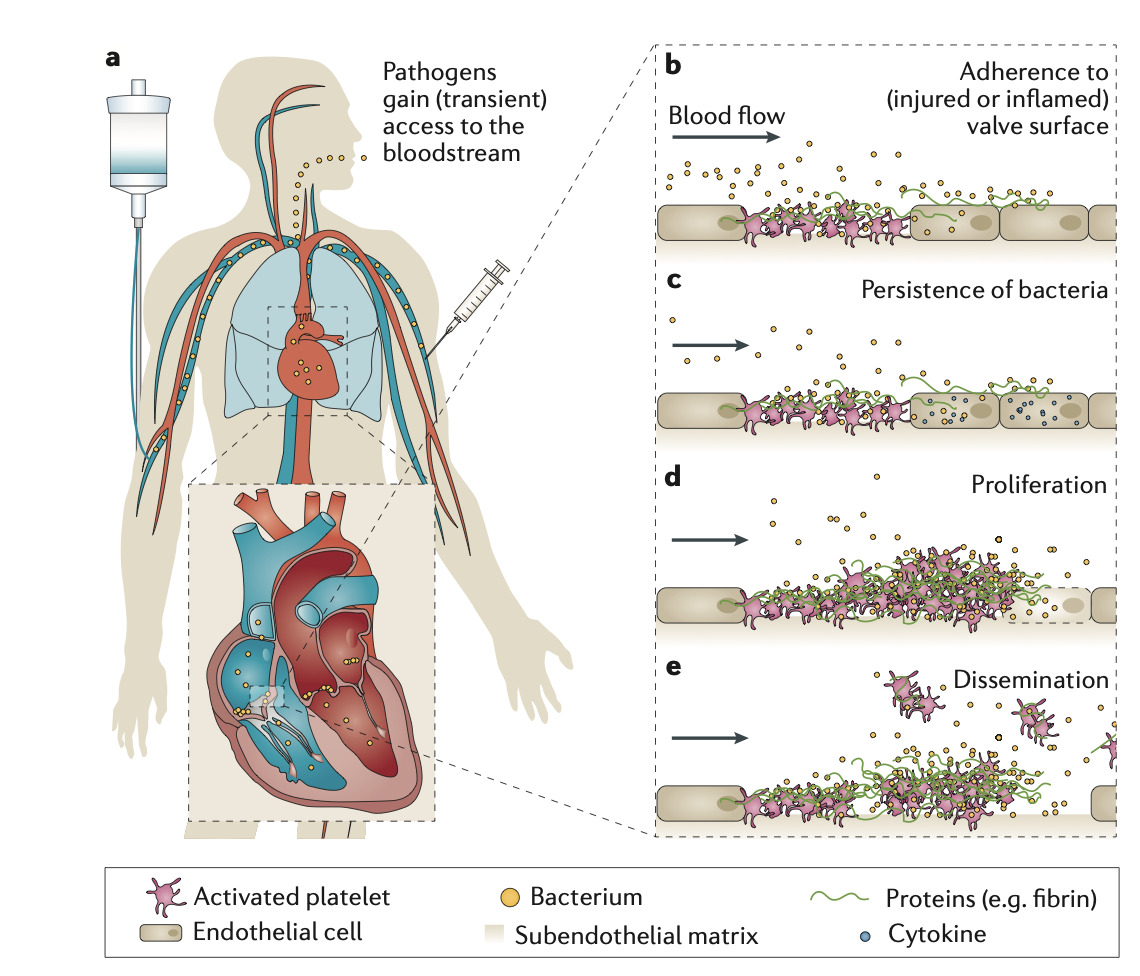 a
Pathogens
gain (transient)
access to the
bloodstream
b
Adherence to
(injured or inflamed)
valve surface
Blood flow
c
Persistence of bacteria
d
Proliferation
e
Dissemination
Activated platelet
Bacterium
Proteins (e.g. fibrin)
Endothelial cell
Subendothelial matrix
Cytokine